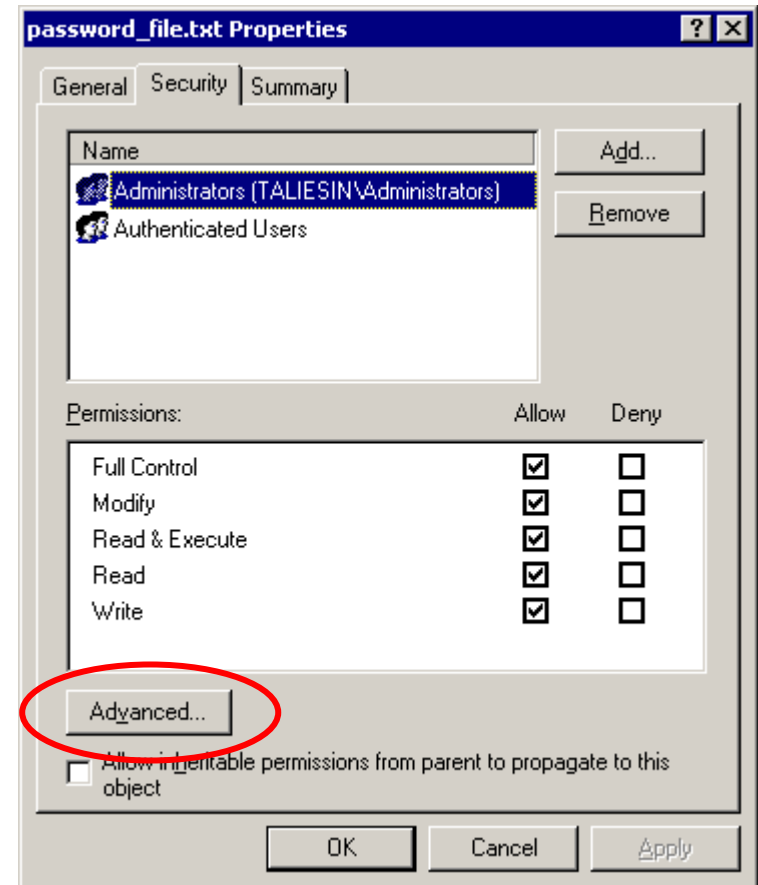 password_file.txt Properties
General Security Summary
Name
Add...
Administrators (TALIESIN\Administrators)
Remove
Authenticated Users
Permissions: Allow Deny
Full Control
Modify
Read & Execute
Read
Write
Advanced...
Allow inheritable permissions from parent to propagate to this
object
OK Cancel Apply